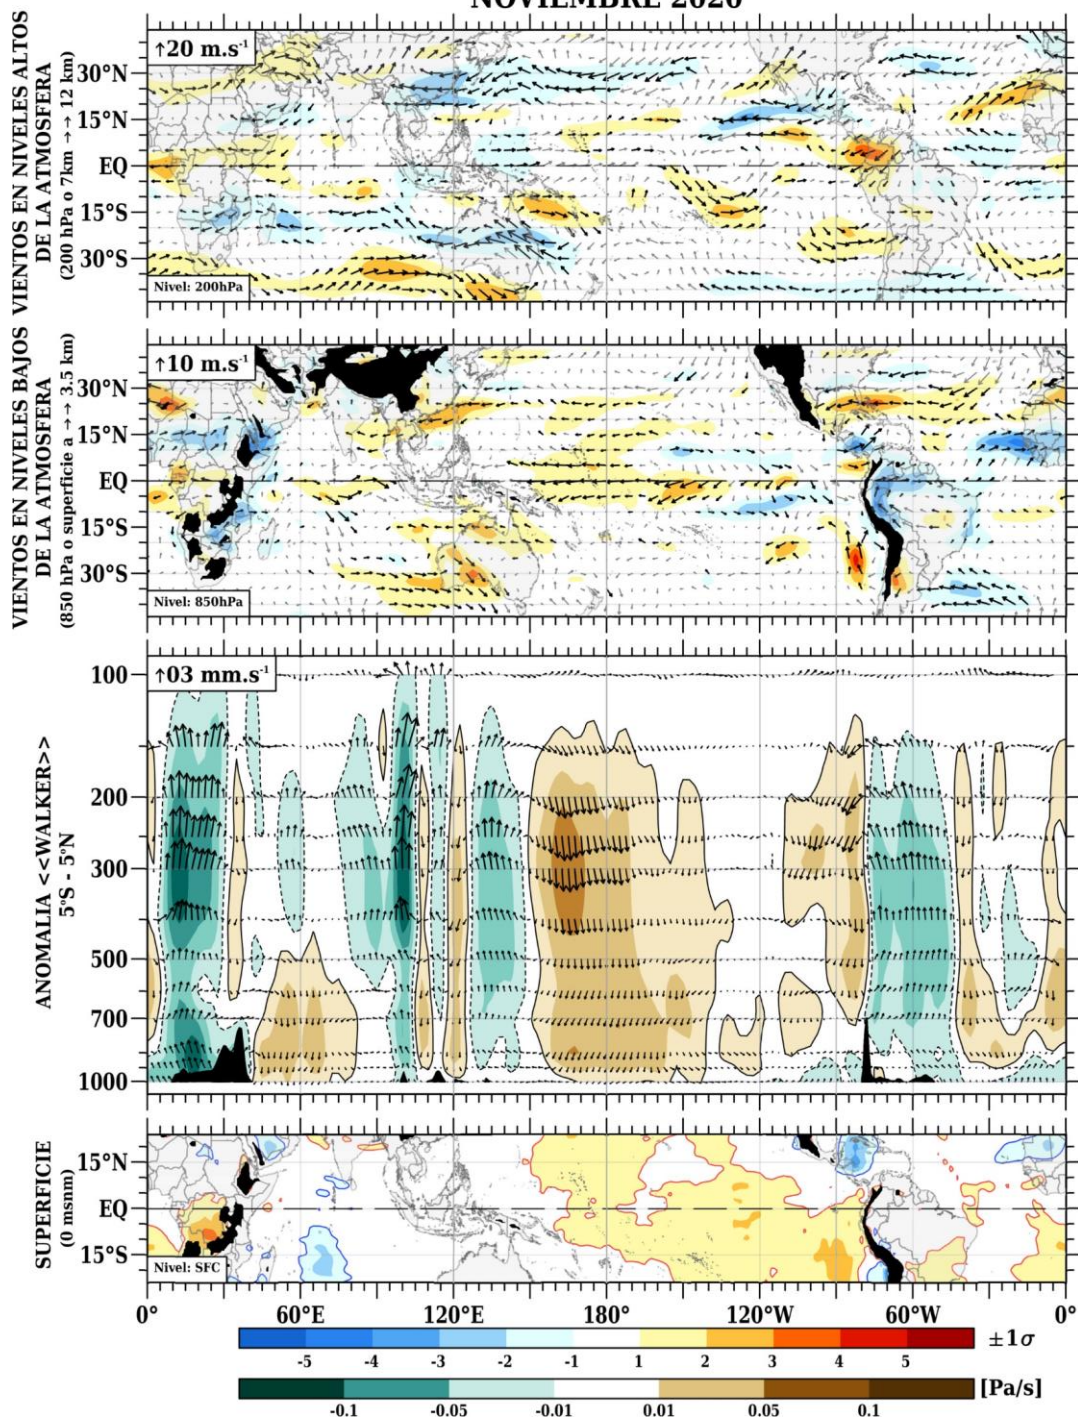 NOVIEMBRE 2020
VIENTOS EN NIVELES ALTOS
DE LA ATMOSFERA
(200 hPa o 7km → → 12 km)
↑20 m.s⁻¹
30°N
15°N
EQ
15°S
30°S
Nivel: 200hPa
VIENTOS EN NIVELES BAJOS
DE LA ATMOSFERA
(850 hPa o superficie a → → 3.5 km)
↑10 m.s⁻¹
30°N
15°N
EQ
15°S
30°S
Nivel: 850hPa
ANOMALIA <<WALKER>>
5°S - 5°N
↑03 mm.s⁻¹
100
200
300
500
700
1000
SUPERFICIE
(0 msnm)
15°N
EQ
15°S
Nivel: SFC
0° 60°E 120°E 180° 120°W 60°W 0°
±1σ
-5 -4 -3 -2 -1 1 2 3 4 5
[Pa/s]
-0.1 -0.05 -0.01 0.01 0.05 0.1